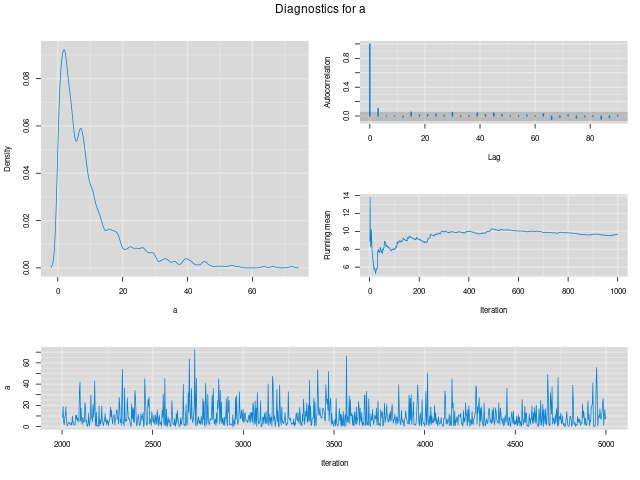 Diagnostics for a
Density
0.00 0.02 0.04 0.06 0.08
0 20 40 60
a
Autocorrelation
0.0 0.4 0.8
0 20 40 60 80
Lag
Running mean
6 8 10 12 14
0 200 400 600 800 1000
Iteration
a
0 20 40 60
2000 2500 3000 3500 4000 4500 5000
Iteration